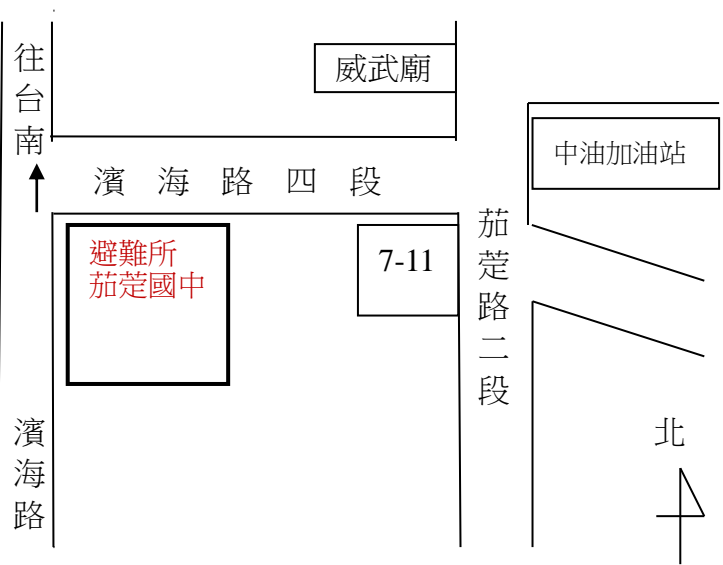 往台南
威武廟
中油加油站
濱海路四段
避難所
茄萣國中
7-11
茄萣路二段
濱海路
北